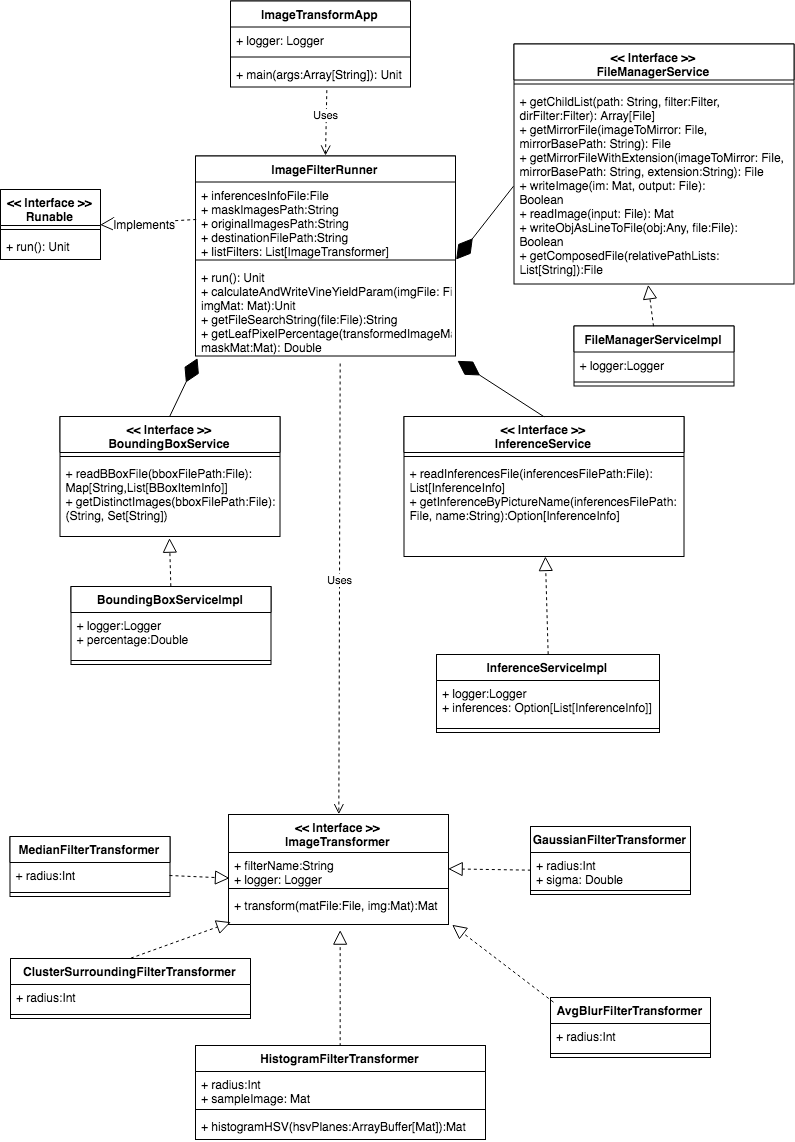 ImageTransformApp
+ logger: Logger
+ main(args:Array[String]): Unit
Uses
<< Interface >>
FileManagerService
+ getChildList(path: String, filter:Filter,
dirFilter:Filter): Array[File]
+ getMirrorFile(imageToMirror: File,
mirrorBasePath: String): File
+ getMirrorFileWithExtension(imageToMirror: File,
mirrorBasePath: String, extension:String): File
+ writeImage(im: Mat, output: File):
Boolean
+ readImage(input: File): Mat
+ writeObjAsLineToFile(obj:Any, file:File):
Boolean
+ getComposedFile(relativePathLists:
List[String]):File
ImageFilterRunner
+ inferencesInfoFile:File
+ maskImagesPath:String
+ originalImagesPath:String
+ destinationFilePath:String
+ listFilters: List[ImageTransformer]
+ run(): Unit
+ calculateAndWriteVineYieldParam(imgFile: Fi
imgMat: Mat):Unit
+ getFileSearchString(file:File):String
+ getLeafPixelPercentage(transformedImageMa
maskMat:Mat): Double
<< Interface >>
Runable
+ run(): Unit
Implements
FileManagerServiceImpl
+ logger:Logger
<< Interface >>
BoundingBoxService
+ readBBoxFile(bboxFilePath:File):
Map[String,List[BBoxItemInfo]]
+ getDistinctImages(bboxFilePath:File):
(String, Set[String])
<< Interface >>
InferenceService
+ readInferencesFile(inferencesFilePath:File):
List[InferenceInfo]
+ getInferenceByPictureName(inferencesFilePath:
File, name:String):Option[InferenceInfo]
Uses
BoundingBoxServiceImpl
+ logger:Logger
+ percentage:Double
InferenceServiceImpl
+ logger:Logger
+ inferences: Option[List[InferenceInfo]]
<< Interface >>
ImageTransformer
+ filterName:String
+ logger: Logger
+ transform(matFile:File, img:Mat):Mat
MedianFilterTransformer
+ radius:Int
GaussianFilterTransformer
+ radius:Int
+ sigma: Double
ClusterSurroundingFilterTransformer
+ radius:Int
AvgBlurFilterTransformer
+ radius:Int
HistogramFilterTransformer
+ radius:Int
+ sampleImage: Mat
+ histogramHSV(hsvPlanes:ArrayBuffer[Mat]):Mat